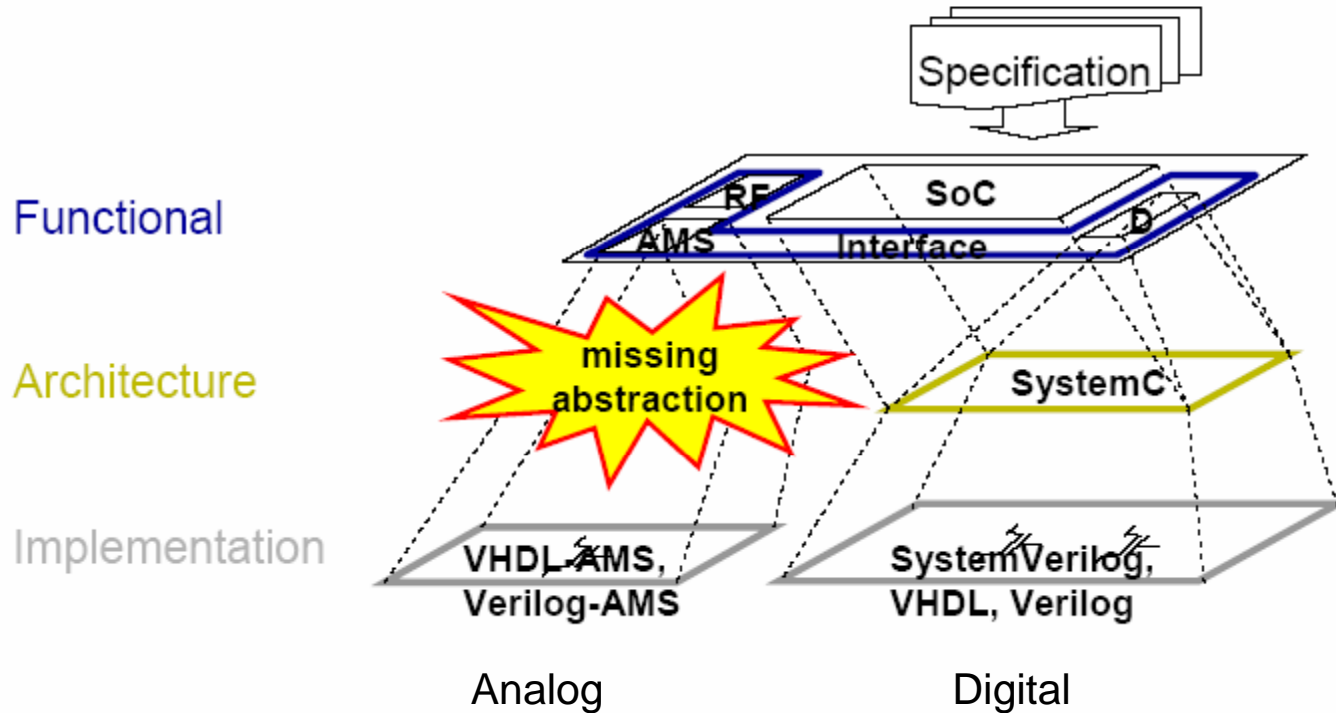 Specification
Functional
RF
SoC
D
AMS
Interface
missing
abstraction
Architecture
SystemC
Implementation
VHDL-AMS,
Verilog-AMS
SystemVerilog,
VHDL, Verilog
Analog
Digital